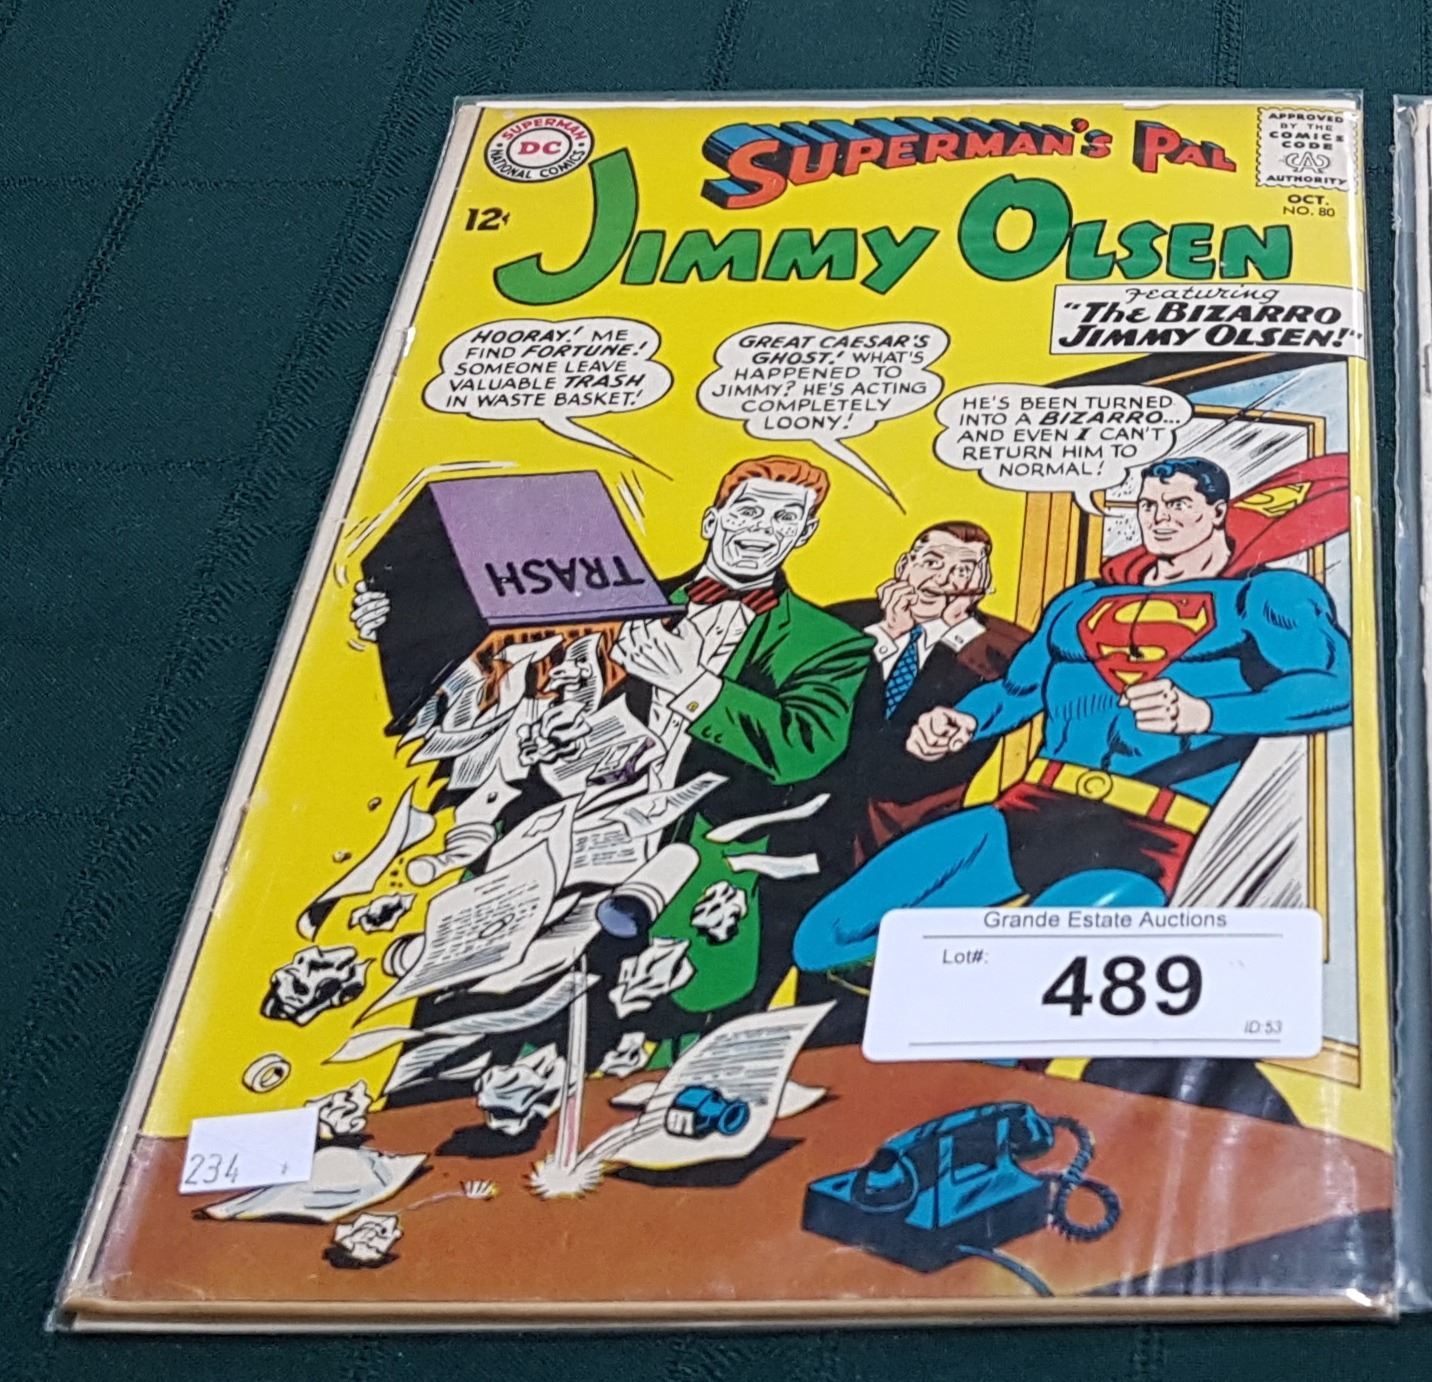 SUPERMAN
DC
NATIONAL COMICS
SUPERMAN'S PAL
APPROVED
BY THE
COMICS
CODE
CA
AUTHORITY
12¢
JIMMY OLSEN
OCT.
NO. 80
Featuring
"THE BIZARRO
JIMMY OLSEN!"
HOORAY! ME
FIND FORTUNE!
SOMEONE LEAVE
VALUABLE TRASH
IN WASTE BASKET!
GREAT CAESAR'S
GHOST! WHAT'S
HAPPENED TO
JIMMY? HE'S ACTING
COMPLETELY
LOONY!
HE'S BEEN TURNED
INTO A BIZARRO...
AND EVEN I CAN'T
RETURN HIM TO
NORMAL!
TRASH
S
Grande Estate Auctions
Lot#:
489
ID:53
234